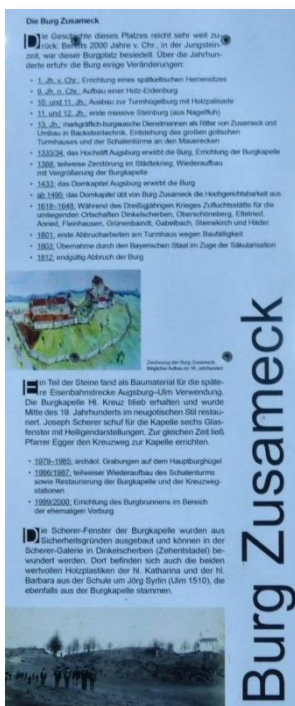 Die Burg Zusameck
Die Geschichte dieses Platzes reicht sehr weit zu-
rück: Bereits 2000 Jahre v. Chr., in der Jungstein-
zeit, war dieser Burgplatz besiedelt. Über die Jahrhun-
derte erfuhr die Burg einige Veränderungen:
• 1. Jh. v. Chr.: Errichtung eines spätkeltischen Herrensitzes
• 9. Jh. n. Chr.: Aufbau einer Holz-Erdenburg
• 10. und 11. Jh.: Ausbau zur Turmhügelburg mit Holzpalisade
• 11. und 12. Jh.: erste massive Steinburg (aus Nagelfluh)
• 13. Jh.: markgräflich-burgauische Dienstmannen als Ritter von Zusameck und
Umbau in Backsteintechnik. Entstehung des großen gotischen
Turmhauses und der Schalentürme an den Mauerecken
• 1333/34: das Hochstift Augsburg erwirbt die Burg, Errichtung der Burgkapelle
• 1388: teilweise Zerstörung im Städtekrieg, Wiederaufbau
mit Vergrößerung der Burgkapelle
• 1433: das Domkapitel Augsburg erwirbt die Burg
• ab 1495: das Domkapitel übt von Burg Zusameck die Hochgerichtsbarkeit aus
• 1618–1648: Während des Dreißigjährigen Krieges Zufluchtsstätte für die
umliegenden Ortschaften Dinkelscherben, Oberschöneberg, Ettelried,
Anried, Fleinhausen, Grünenbaindt, Gabelbach, Steinekirch und Häder
• 1801: erste Abbrucharbeiten am Turmhaus wegen Baufälligkeit
• 1803: Übernahme durch den Bayerischen Staat im Zuge der Säkularisation
• 1812: endgültig Abbruch der Burg
Zeichnung der Burg Zusameck
Möglicher Aufbau im 16. Jahrhundert
Ein Teil der Steine fand als Baumaterial für die späte-
re Eisenbahnstrecke Augsburg–Ulm Verwendung.
Die Burgkapelle Hl. Kreuz blieb erhalten und wurde
Mitte des 19. Jahrhunderts im neugotischen Stil restau-
riert. Joseph Scherer schuf für die Kapelle sechs Glas-
fenster mit Heiligendarstellungen. Zur gleichen Zeit ließ
Pfarrer Egger den Kreuzweg zur Kapelle errichten.
• 1979–1985: archäol. Grabungen auf dem Hauptburghügel
• 1986/1987: teilweiser Wiederaufbau des Schalenturms
sowie Restaurierung der Burgkapelle und der Kreuzweg-
stationen
• 1999/2000: Errichtung des Burgbrunnens im Bereich
der ehemaligen Vorburg
Die Scherer-Fenster der Burgkapelle wurden aus
Sicherheitsgründen ausgebaut und können in der
Scherer-Galerie in Dinkelscherben (Zehentstadel) be-
wundert werden. Dort befinden sich auch die beiden
wertvollen Holzplastiken der hl. Katharina und der hl.
Barbara aus der Schule um Jörg Syrlin (Ulm 1510), die
ebenfalls aus der Burgkapelle stammen.
Burg Zusameck